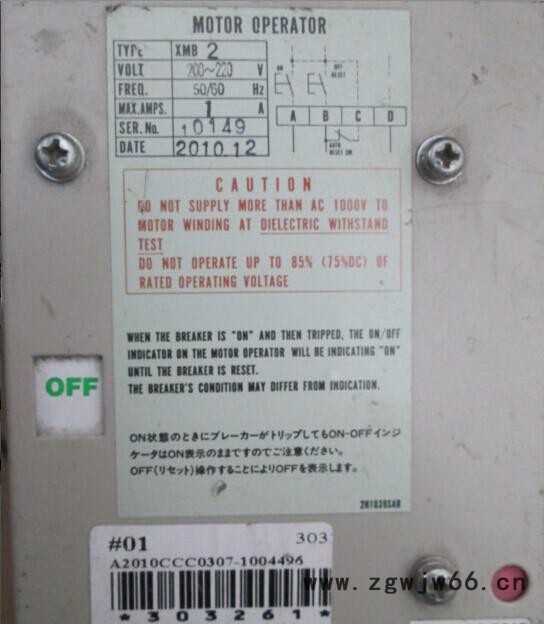 MOTOR OPERATOR
TYPE XMB 2
VOLT 200~220 V
FREQ. 50/60 Hz
MAX.AMPS. 1 A
SER.No. 10149
DATE 2010.12
ON
OFF
RESET
A B C D
AUTO
RESET SW
CAUTION
DO NOT SUPPLY MORE THAN AC 1000V TO
MOTOR WINDING AT DIELECTRIC WITHSTAND
TEST
DO NOT OPERATE UP TO 85% (75%DC) OF
RATED OPERATING VOLTAGE
WHEN THE BREAKER IS "ON" AND THEN TRIPPED, THE ON/OFF
INDICATOR ON THE MOTOR OPERATOR WILL BE INDICATING "ON"
UNTIL THE BREAKER IS RESET.
THE BREAKER'S CONDITION MAY DIFFER FROM INDICATION.
OFF
ON状態のときにブレーカーがトリップしてもON-OFFインジ
ケータはON表示のままですのでご注意ください。
OFF(リセット)操作することによりOFFを表示します。
2H1039SAB
#01 303
A2010CCC0307-1004496
*303261*
www.zgwjw66.cn